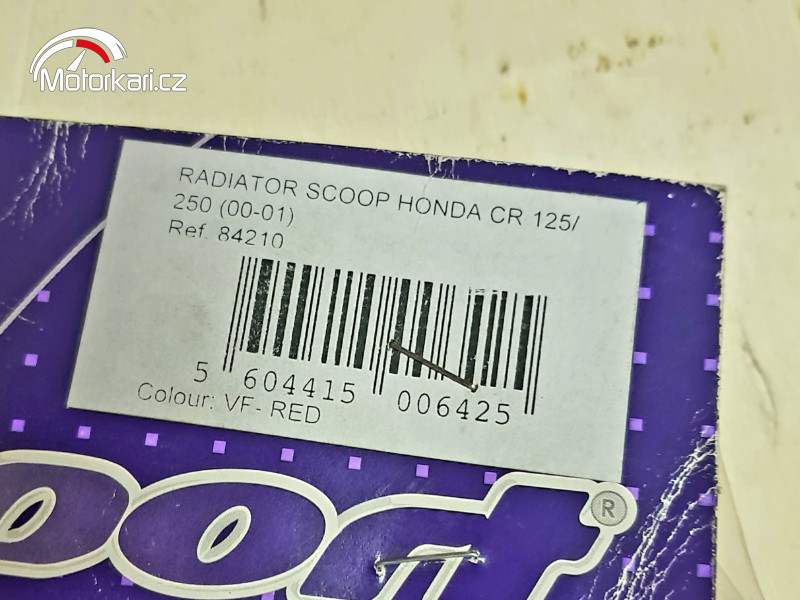 Motorkari.cz
RADIATOR SCOOP HONDA CR 125/
250 (00-01)
Ref. 84210
5 604415 006425
Colour: VF- RED
®